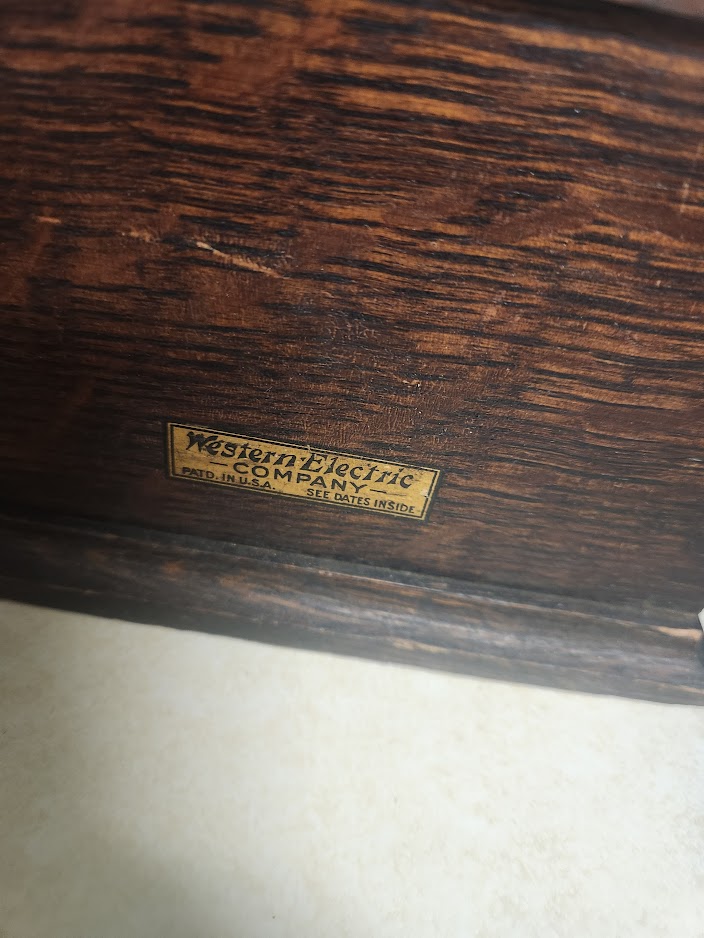 Western Electric
COMPANY
PATD. IN U.S.A. SEE DATES INSIDE